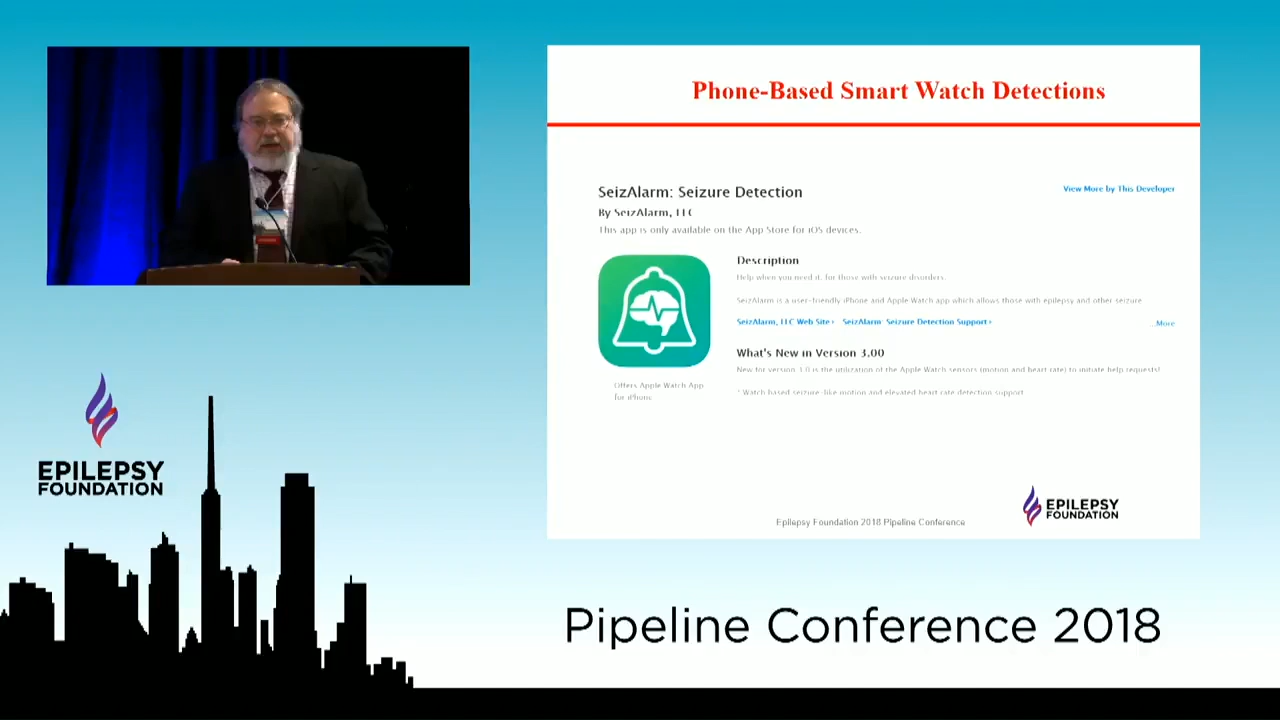 Phone-Based Smart Watch Detections
SeizAlarm: Seizure Detection
View More by This Developer
By SeizAlarm, LLC
This app is only available on the App Store for iOS devices.
Description
Help when you need it, for those with seizure disorders.
SeizAlarm is a user-friendly iPhone and Apple Watch app which allows those with epilepsy and other seizure
SeizAlarm, LLC Web Site › SeizAlarm: Seizure Detection Support ›
...More
What's New in Version 3.00
New for version 3.0 is the utilization of the Apple Watch sensors (motion and heart rate) to initiate help requests!
* Watch based seizure-like motion and elevated heart rate detection support
Offers Apple Watch App
for iPhone
Epilepsy Foundation 2018 Pipeline Conference
EPILEPSY
FOUNDATION
EPILEPSY
FOUNDATION
Pipeline Conference 2018